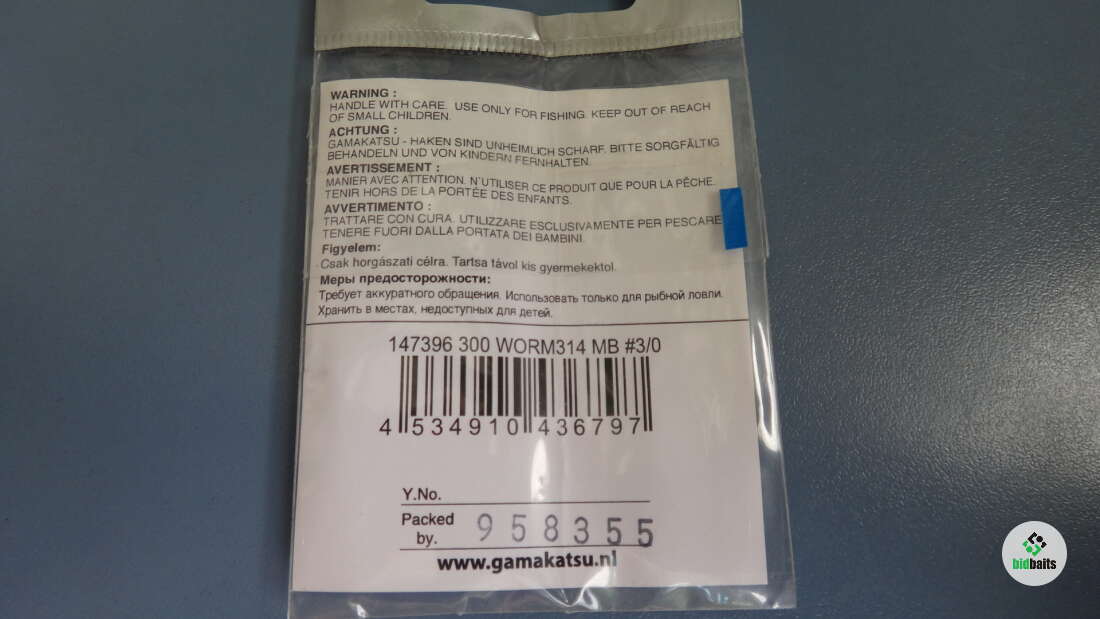 WARNING :
HANDLE WITH CARE. USE ONLY FOR FISHING. KEEP OUT OF REACH
OF SMALL CHILDREN.
ACHTUNG :
GAMAKATSU - HAKEN SIND UNHEIMLICH SCHARF. BITTE SORGFÄLTIG
BEHANDELN UND VON KINDERN FERNHALTEN.
AVERTISSEMENT :
MANIER AVEC ATTENTION. N'UTILISER CE PRODUIT QUE POUR LA PÊCHE.
TENIR HORS DE LA PORTÉE DES ENFANTS.
AVVERTIMENTO :
TRATTARE CON CURA. UTILIZZARE ESCLUSIVAMENTE PER PESCARE
TENERE FUORI DALLA PORTATA DEI BAMBINI.
Figyelem:
Csak horgászati célra. Tartsa távol kis gyermekektol.
Меры предосторожности:
Требует аккуратного обращения. Использовать только для рыбной ловли.
Хранить в местах, недоступных для детей.
147396 300 WORM314 MB #3/0
4 534910 436797
Y.No.
Packed by. 958355
www.gamakatsu.nl
bidbaits